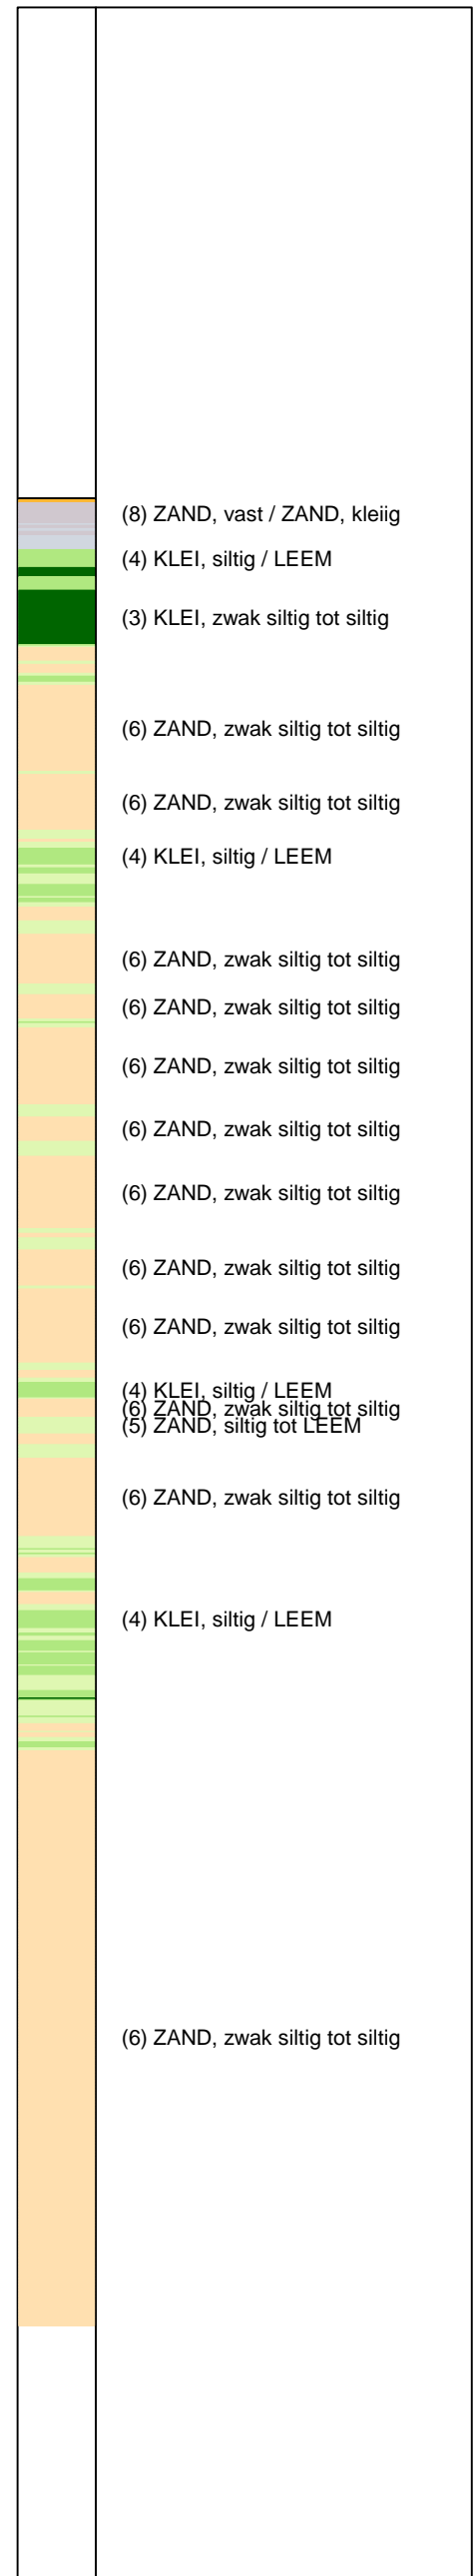 (8) ZAND, vast / ZAND, kleiig
(4) KLEI, siltig / LEEM
(3) KLEI, zwak siltig tot siltig
(6) ZAND, zwak siltig tot siltig
(6) ZAND, zwak siltig tot siltig
(4) KLEI, siltig / LEEM
(6) ZAND, zwak siltig tot siltig
(6) ZAND, zwak siltig tot siltig
(6) ZAND, zwak siltig tot siltig
(6) ZAND, zwak siltig tot siltig
(6) ZAND, zwak siltig tot siltig
(6) ZAND, zwak siltig tot siltig
(6) ZAND, zwak siltig tot siltig
(4) KLEI, siltig / LEEM
(6) ZAND, zwak siltig tot siltig
(5) ZAND, siltig tot LEEM
(6) ZAND, zwak siltig tot siltig
(4) KLEI, siltig / LEEM
(6) ZAND, zwak siltig tot siltig